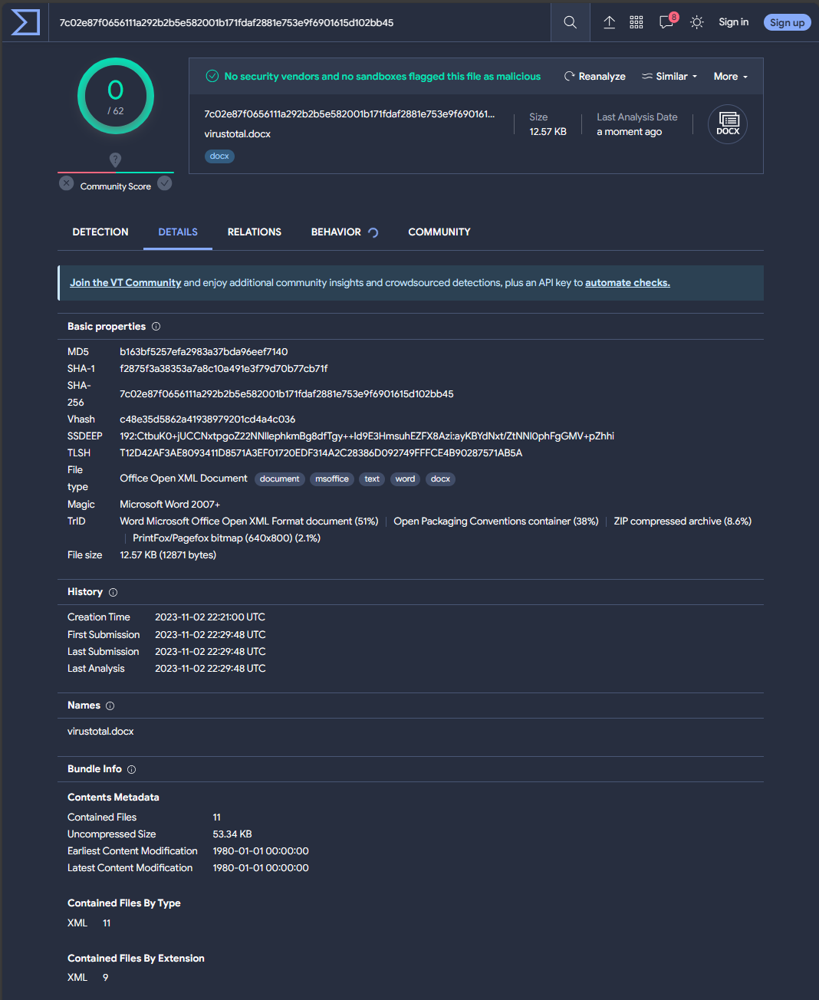 7c02e87f0656111a292b2b5e582001b171fdaf2881e753e9f6901615d102bb45
8
Sign in
Sign up
0
/ 62
Community Score
No security vendors and no sandboxes flagged this file as malicious
Reanalyze
Similar
More
7c02e87f0656111a292b2b5e582001b171fdaf2881e753e9f690161...
virustotal.docx
docx
Size
12.57 KB
Last Analysis Date
a moment ago
DOCX
DETECTION
DETAILS
RELATIONS
BEHAVIOR
COMMUNITY
Join the VT Community and enjoy additional community insights and crowdsourced detections, plus an API key to automate checks.
Basic properties
MD5 b163bf5257efa2983a37bda96eef7140
SHA-1 f2875f3a38353a7a8c10a491e3f79d70b77cb71f
SHA-
256
7c02e87f0656111a292b2b5e582001b171fdaf2881e753e9f6901615d102bb45
Vhash c48e35d5862a41938979201cd4a4c036
SSDEEP 192:CtbuK0+jUCCNxtpgoZ22NNllephkmBg8dfTgy++Id9E3HmsuhEZFX8Azi:ayKBYdNxt/ZtNNl0phFgGMV+pZhhi
TLSH T12D42AF3AE8093411D8571A3EF01720EDF314A2C28386D092749FFFCE4B90287571AB5A
File
type
Office Open XML Document document msoffice text word docx
Magic Microsoft Word 2007+
TrID Word Microsoft Office Open XML Format document (51%) Open Packaging Conventions container (38%) ZIP compressed archive (8.6%)
PrintFox/Pagefox bitmap (640x800) (2.1%)
File size 12.57 KB (12871 bytes)
History
Creation Time 2023-11-02 22:21:00 UTC
First Submission 2023-11-02 22:29:48 UTC
Last Submission 2023-11-02 22:29:48 UTC
Last Analysis 2023-11-02 22:29:48 UTC
Names
virustotal.docx
Bundle Info
Contents Metadata
Contained Files 11
Uncompressed Size 53.34 KB
Earliest Content Modification 1980-01-01 00:00:00
Latest Content Modification 1980-01-01 00:00:00
Contained Files By Type
XML 11
Contained Files By Extension
XML 9